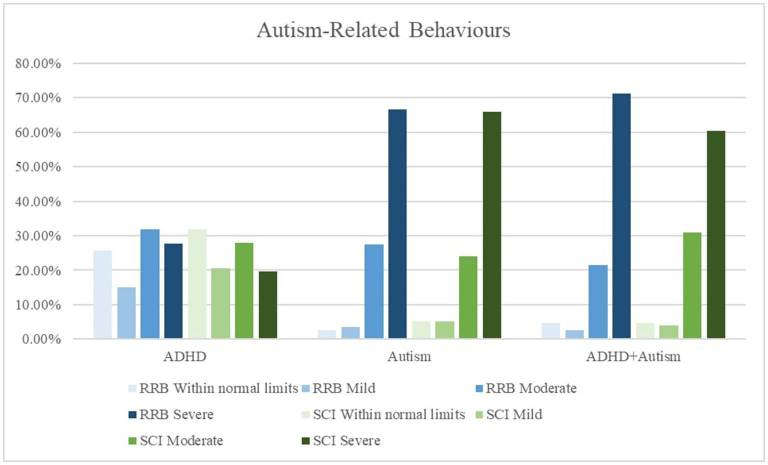 Autism-Related Behaviours
80.00%
70.00%
60.00%
50.00%
40.00%
30.00%
20.00%
10.00%
0.00%
ADHD Autism ADHD+Autism
RRB Within normal limits RRB Mild RRB Moderate
RRB Severe SCI Within normal limits SCI Mild
SCI Moderate SCI Severe